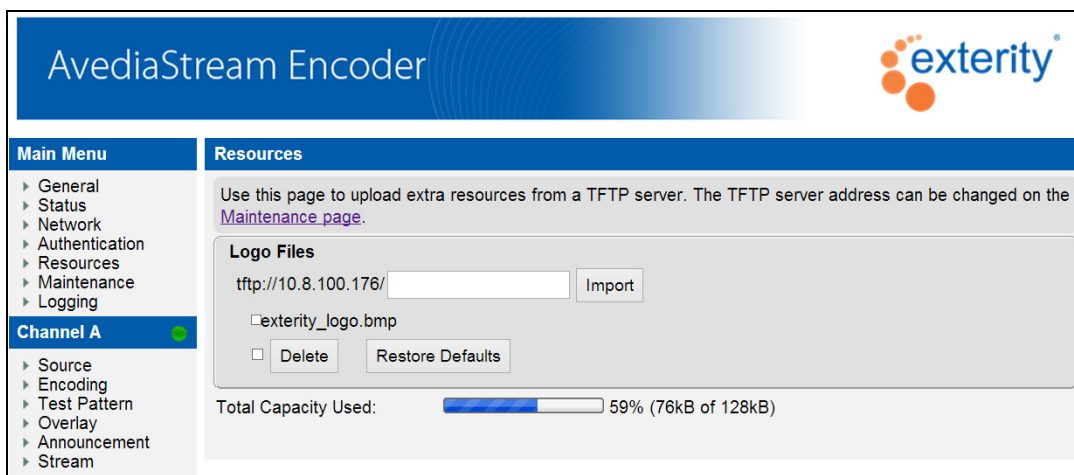 AvediaStream Encoder
exterity®
Main Menu
General
Status
Network
Authentication
Resources
Maintenance
Logging
Channel A
Source
Encoding
Test Pattern
Overlay
Announcement
Stream
Resources
Use this page to upload extra resources from a TFTP server. The TFTP server address can be changed on the
Maintenance page.
Logo Files
tftp://10.8.100.176/ Import
exterity_logo.bmp
Delete Restore Defaults
Total Capacity Used: 59% (76kB of 128kB)